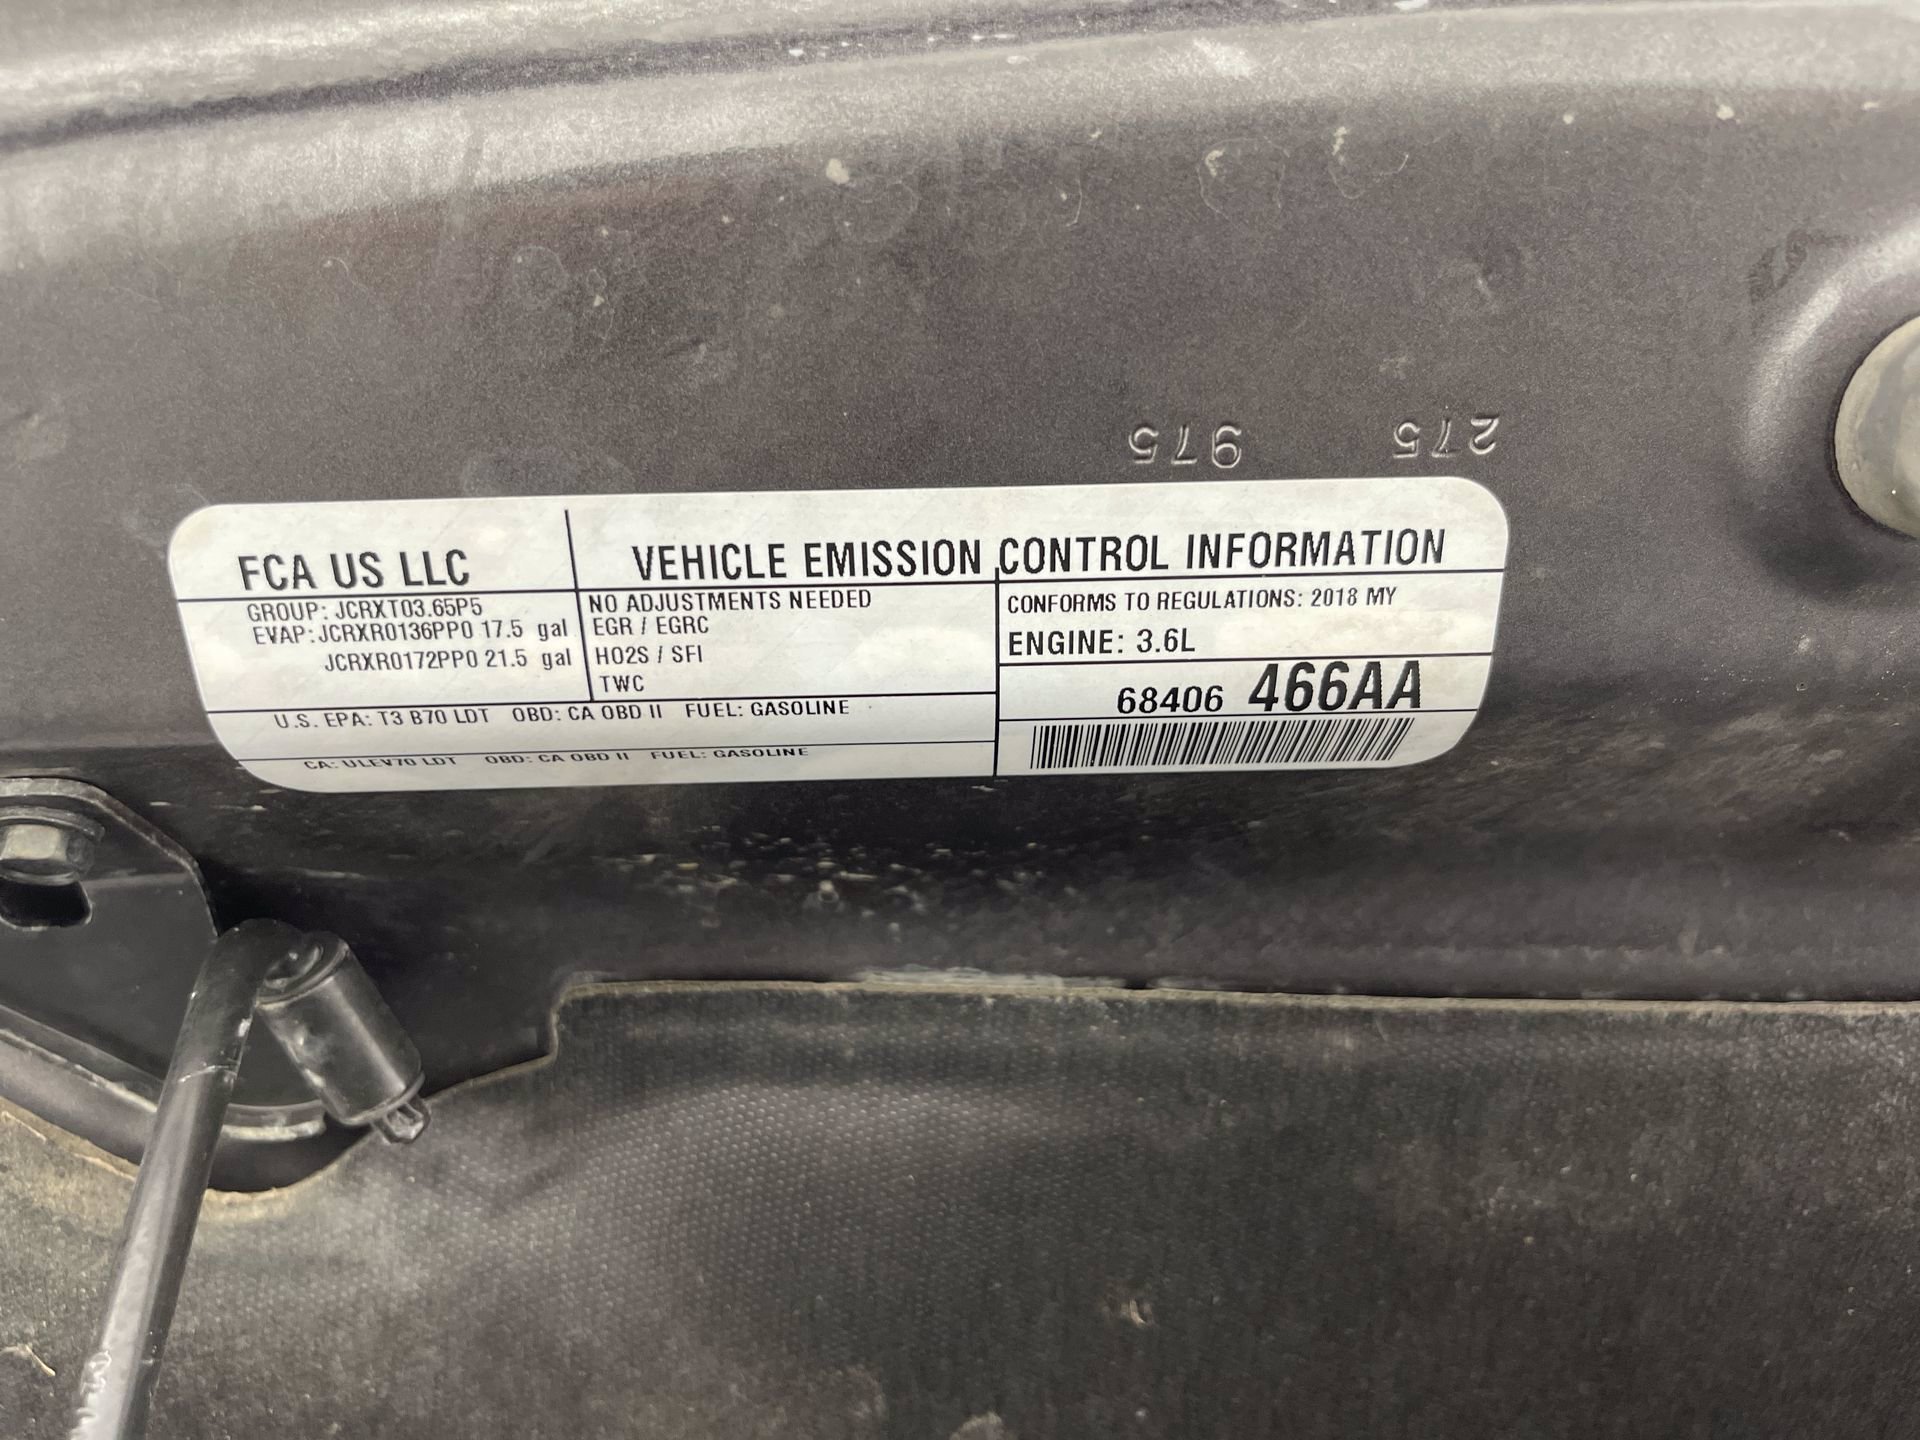 975 275
FCA US LLC
VEHICLE EMISSION CONTROL INFORMATION
GROUP: JCRXT03.65P5
EVAP: JCRXR0136PP0 17.5 gal
JCRXR0172PP0 21.5 gal
NO ADJUSTMENTS NEEDED
EGR / EGRC
HO2S / SFI
TWC
CONFORMS TO REGULATIONS: 2018 MY
ENGINE: 3.6L
68406 466AA
U.S. EPA: T3 B70 LDT OBD: CA OBD II FUEL: GASOLINE
CA: ULEV70 LDT OBD: CA OBD II FUEL: GASOLINE